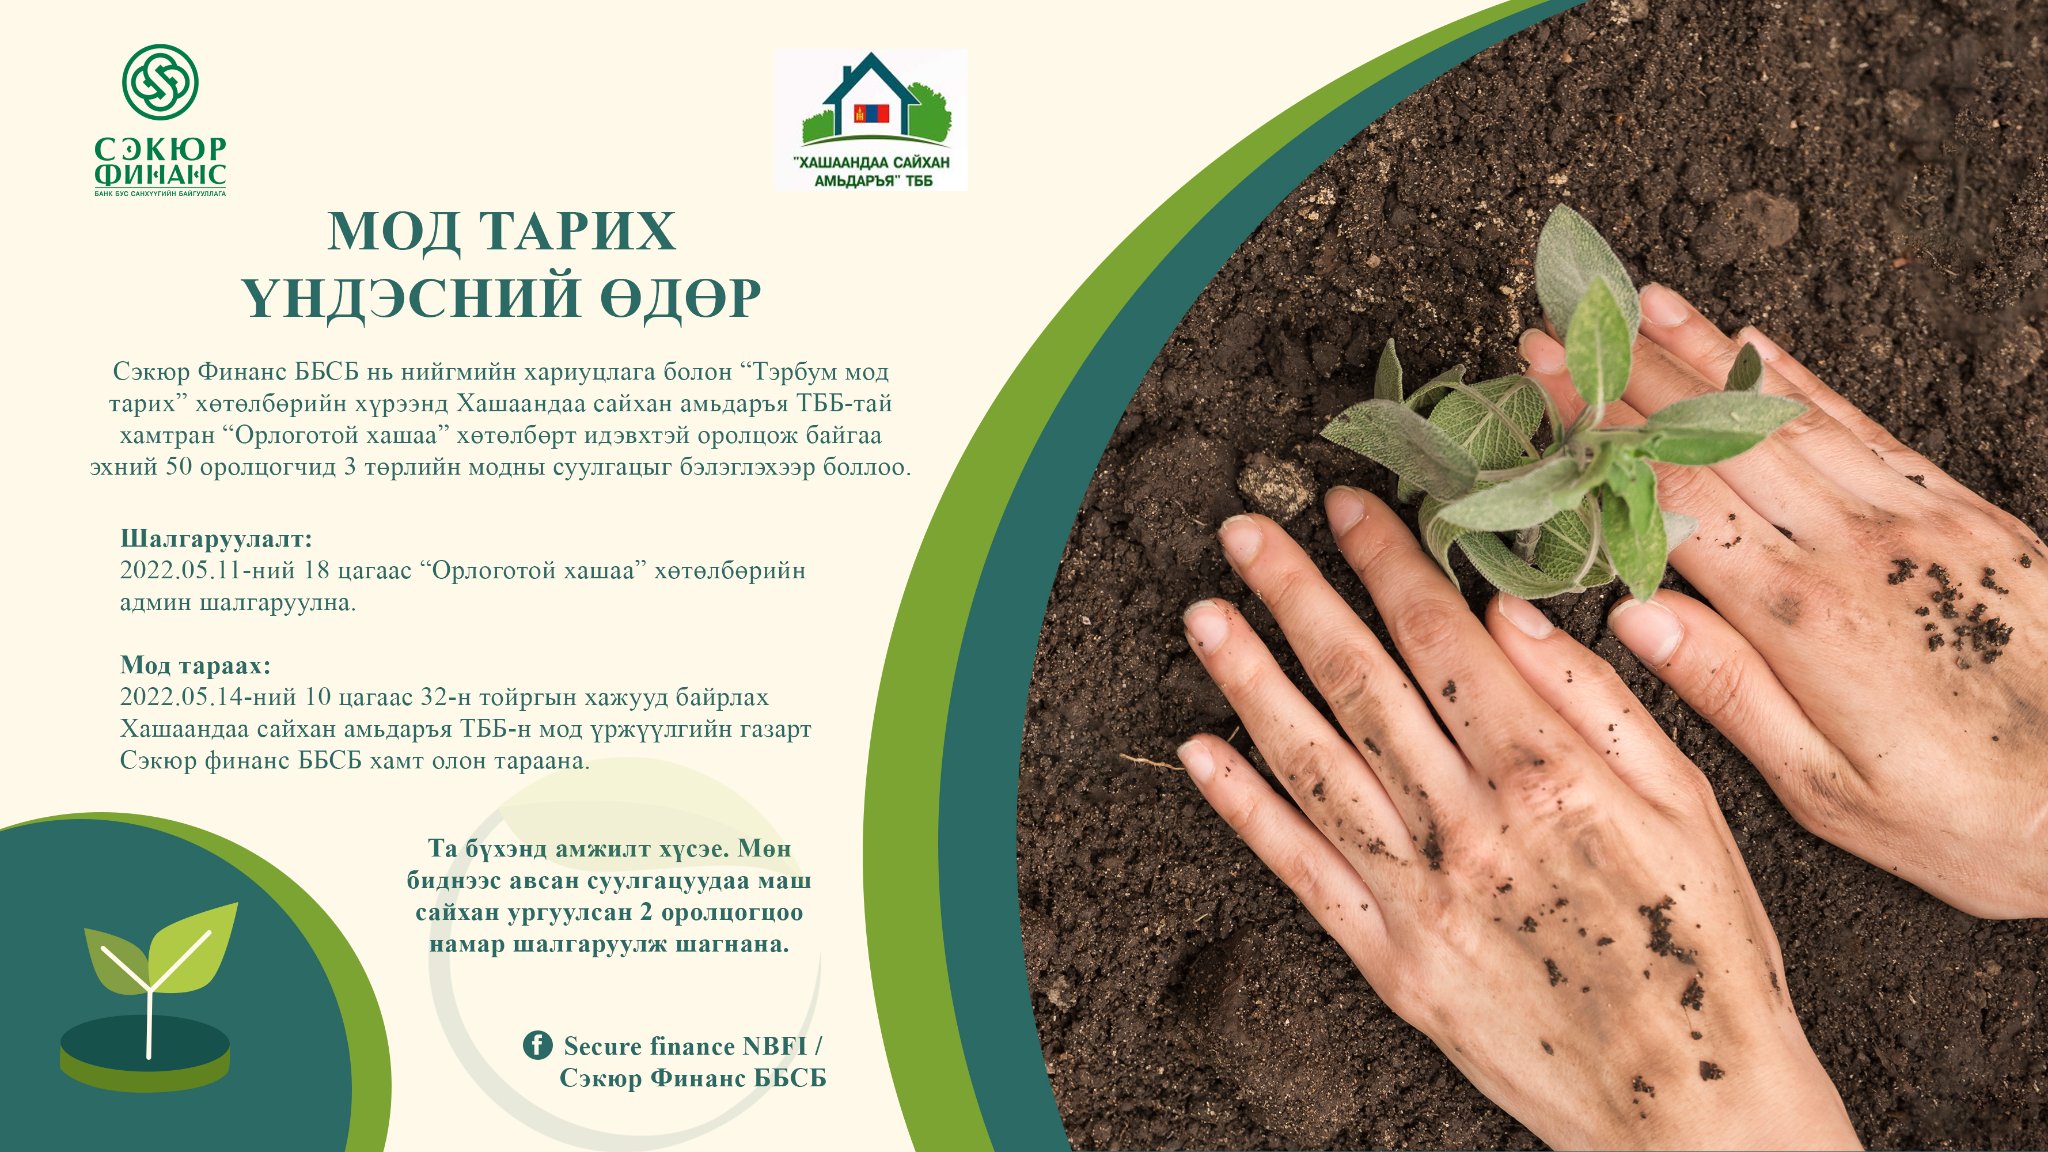 СЭКЮР
ФИНАНС
БАНК БУС САНХҮҮГИЙН БАЙГУУЛЛАГА
"ХАШААНДАА САЙХАН
АМЬДАРЪЯ" ТББ
МОД ТАРИХ
ҮНДЭСНИЙ ӨДӨР
Сэкюр Финанс ББСБ нь нийгмийн хариуцлага болон “Тэрбум мод
тарих” хөтөлбөрийн хүрээнд Хашаандаа сайхан амьдаръя ТББ-тай
хамтран “Орлоготой хашаа” хөтөлбөрт идэвхтэй оролцож байгаа
эхний 50 оролцогчид 3 төрлийн модны суулгацыг бэлэглэхээр боллоо.
Шалгаруулалт:
2022.05.11-ний 18 цагаас “Орлоготой хашаа” хөтөлбөрийн
админ шалгаруулна.
Мод тараах:
2022.05.14-ний 10 цагаас 32-н тойргын хажууд байрлах
Хашаандаа сайхан амьдаръя ТББ-н мод үржүүлгийн газарт
Сэкюр финанс ББСБ хамт олон тараана.
Та бүхэнд амжилт хүсэе. Мөн
биднээс авсан суулгацуудаа маш
сайхан ургуулсан 2 оролцогцоо
намар шалгаруулж шагнана.
Secure finance NBFI /
Сэкюр Финанс ББСБ